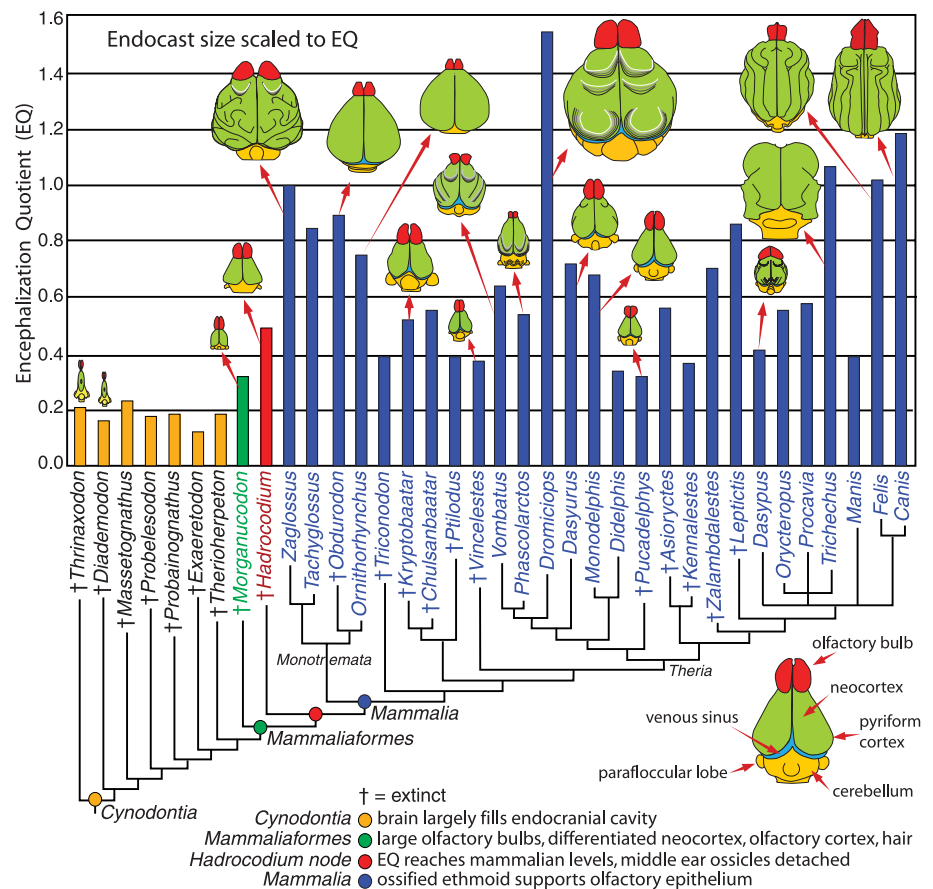 Endocast size scaled to EQ
Encephalization Quotient (EQ)
1.6
1.4
1.2
1.0
0.8
0.6
0.4
0.2
0.0
†Thrinaxodon
†Diademodon
†Massetognathus
†Probelesodon
†Probainognathus
†Exaeretodon
†Therioherpeton
†Morganucodon
†Hadrocodium
Zaglossus
Tachyglossus
†Obdurodon
Ornithorhynchus
†Triconodon
†Kryptobaatar
†Chulsanbaatar
†Ptilodus
†Vincelestes
Vombatus
Phascolarctos
Dromiciops
Dasyurus
Monodelphis
Didelphis
†Pucadelphys
†Asioryctes
†Kennalestes
†Zalambdalestes
†Leptictis
Dasypus
Orycteropus
Procavia
Trichechus
Manis
Felis
Canis
Monotremata
Theria
Mammalia
Mammaliaformes
Cynodontia
olfactory bulb
neocortex
venous sinus
pyriform
cortex
parafloccular lobe
cerebellum
† = extinct
Cynodontia brain largely fills endocranial cavity
Mammaliaformes large olfactory bulbs, differentiated neocortex, olfactory cortex, hair
Hadrocodium node EQ reaches mammalian levels, middle ear ossicles detached
Mammalia ossified ethmoid supports olfactory epithelium